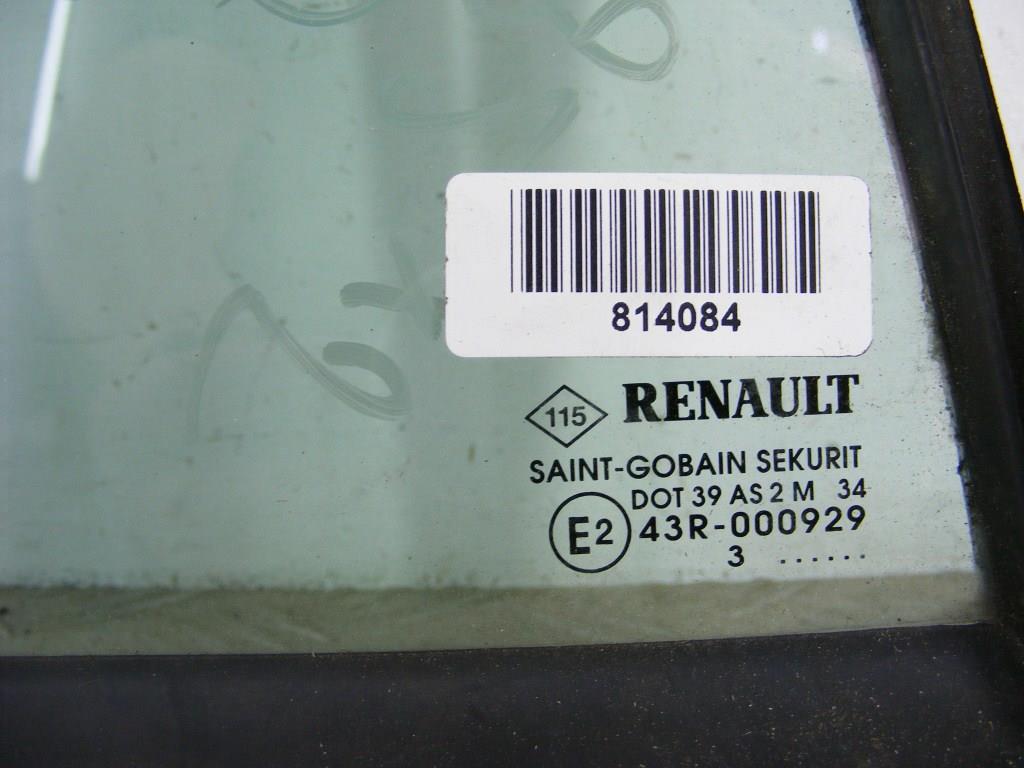 814084
115 RENAULT
SAINT-GOBAIN SEKURIT
DOT 39 AS 2 M 34
E2 43R-000929
3 ......